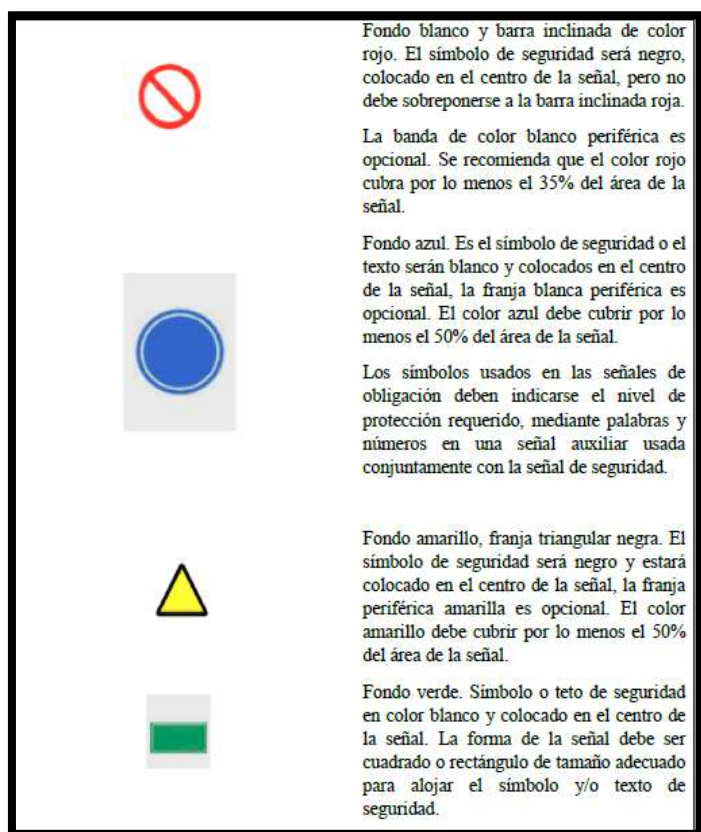 Fondo blanco y barra inclinada de color
rojo. El símbolo de seguridad será negro,
colocado en el centro de la señal, pero no
debe sobreponerse a la barra inclinada roja.
La banda de color blanco periférica es
opcional. Se recomienda que el color rojo
cubra por lo menos el 35% del área de la
señal.
Fondo azul. Es el símbolo de seguridad o el
texto serán blanco y colocados en el centro
de la señal, la franja blanca periférica es
opcional. El color azul debe cubrir por lo
menos el 50% del área de la señal.
Los símbolos usados en las señales de
obligación deben indicarse el nivel de
protección requerido, mediante palabras y
números en una señal auxiliar usada
conjuntamente con la señal de seguridad.
Fondo amarillo, franja triangular negra. El
símbolo de seguridad será negro y estará
colocado en el centro de la señal, la franja
periférica amarilla es opcional. El color
amarillo debe cubrir por lo menos el 50%
del área de la señal.
Fondo verde. Símbolo o teto de seguridad
en color blanco y colocado en el centro de
la señal. La forma de la señal debe ser
cuadrado o rectángulo de tamaño adecuado
para alojar el símbolo y/o texto de
seguridad.